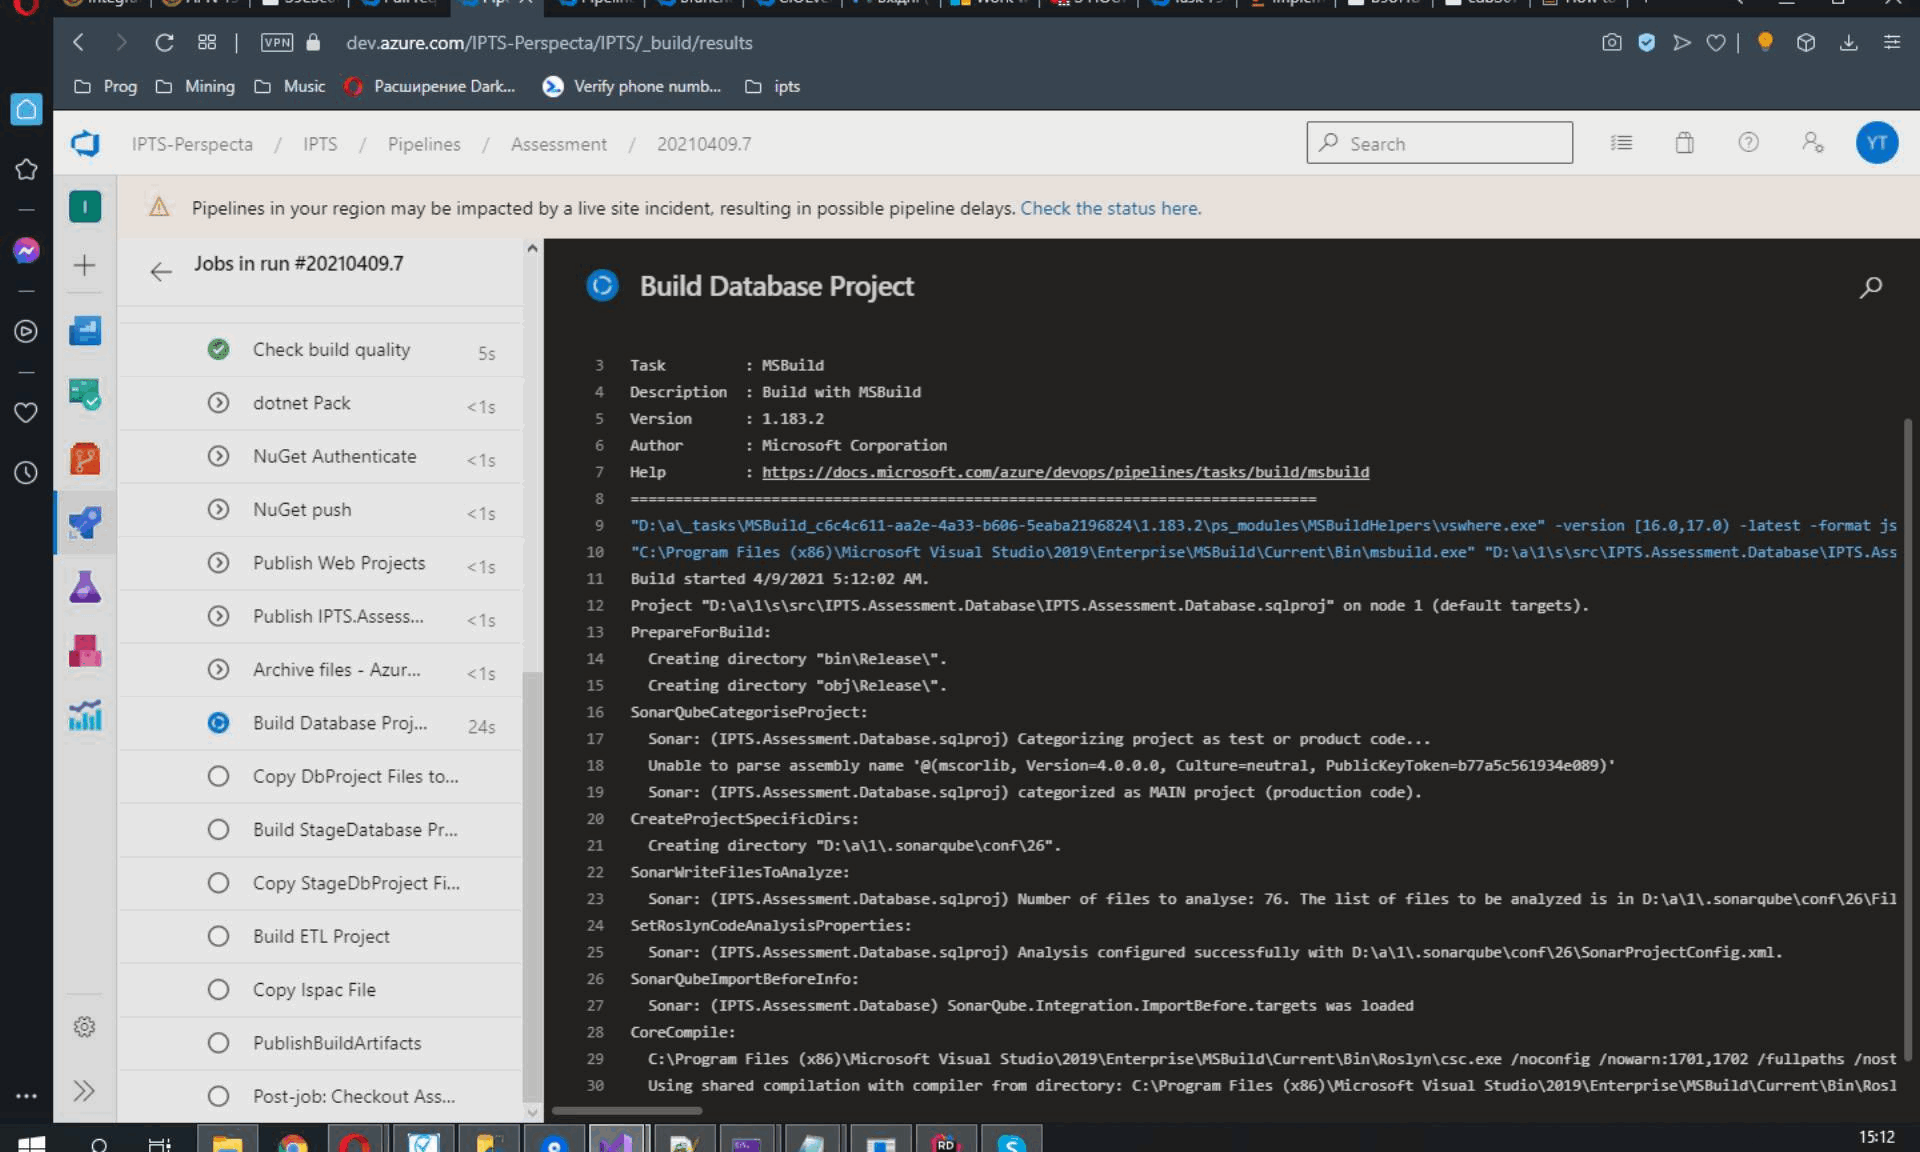 VPN
dev.azure.com/IPTS-Perspecta/IPTS/_build/results
Prog
Mining
Music
Расширение Dark...
Verify phone numb...
ipts
IPTS-Perspecta / IPTS / Pipelines / Assessment / 20210409.7
Search
YT
I
Pipelines in your region may be impacted by a live site incident, resulting in possible pipeline delays. Check the status here.
Jobs in run #20210409.7
Check build quality 5s
dotnet Pack <1s
NuGet Authenticate <1s
NuGet push <1s
Publish Web Projects <1s
Publish IPTS.Assess... <1s
Archive files - Azur... <1s
Build Database Proj... 24s
Copy DbProject Files to...
Build StageDatabase Pr...
Copy StageDbProject Fi...
Build ETL Project
Copy Ispac File
PublishBuildArtifacts
Post-job: Checkout Ass...
Build Database Project
3 Task : MSBuild
4 Description : Build with MSBuild
5 Version : 1.183.2
6 Author : Microsoft Corporation
7 Help : https://docs.microsoft.com/azure/devops/pipelines/tasks/build/msbuild
8 ==============================================================================
9 "D:\a\_tasks\MSBuild_c6c4c611-aa2e-4a33-b606-5eaba2196824\1.183.2\ps_modules\MSBuildHelpers\vswhere.exe" -version [16.0,17.0) -latest -format js
10 "C:\Program Files (x86)\Microsoft Visual Studio\2019\Enterprise\MSBuild\Current\Bin\msbuild.exe" "D:\a\1\s\src\IPTS.Assessment.Database\IPTS.Ass
11 Build started 4/9/2021 5:12:02 AM.
12 Project "D:\a\1\s\src\IPTS.Assessment.Database\IPTS.Assessment.Database.sqlproj" on node 1 (default targets).
13 PrepareForBuild:
14 Creating directory "bin\Release\".
15 Creating directory "obj\Release\".
16 SonarQubeCategoriseProject:
17 Sonar: (IPTS.Assessment.Database.sqlproj) Categorizing project as test or product code...
18 Unable to parse assembly name '@(mscorlib, Version=4.0.0.0, Culture=neutral, PublicKeyToken=b77a5c561934e089)'
19 Sonar: (IPTS.Assessment.Database.sqlproj) categorized as MAIN project (production code).
20 CreateProjectSpecificDirs:
21 Creating directory "D:\a\1\.sonarqube\conf\26".
22 SonarWriteFilesToAnalyze:
23 Sonar: (IPTS.Assessment.Database.sqlproj) Number of files to analyse: 76. The list of files to be analyzed is in D:\a\1\.sonarqube\conf\26\Fil
24 SetRoslynCodeAnalysisProperties:
25 Sonar: (IPTS.Assessment.Database.sqlproj) Analysis configured successfully with D:\a\1\.sonarqube\conf\26\SonarProjectConfig.xml.
26 SonarQubeImportBeforeInfo:
27 Sonar: (IPTS.Assessment.Database) SonarQube.Integration.ImportBefore.targets was loaded
28 CoreCompile:
29 C:\Program Files (x86)\Microsoft Visual Studio\2019\Enterprise\MSBuild\Current\Bin\Roslyn\csc.exe /noconfig /nowarn:1701,1702 /fullpaths /nost
30 Using shared compilation with compiler from directory: C:\Program Files (x86)\Microsoft Visual Studio\2019\Enterprise\MSBuild\Current\Bin\Rosl
RD
15:12